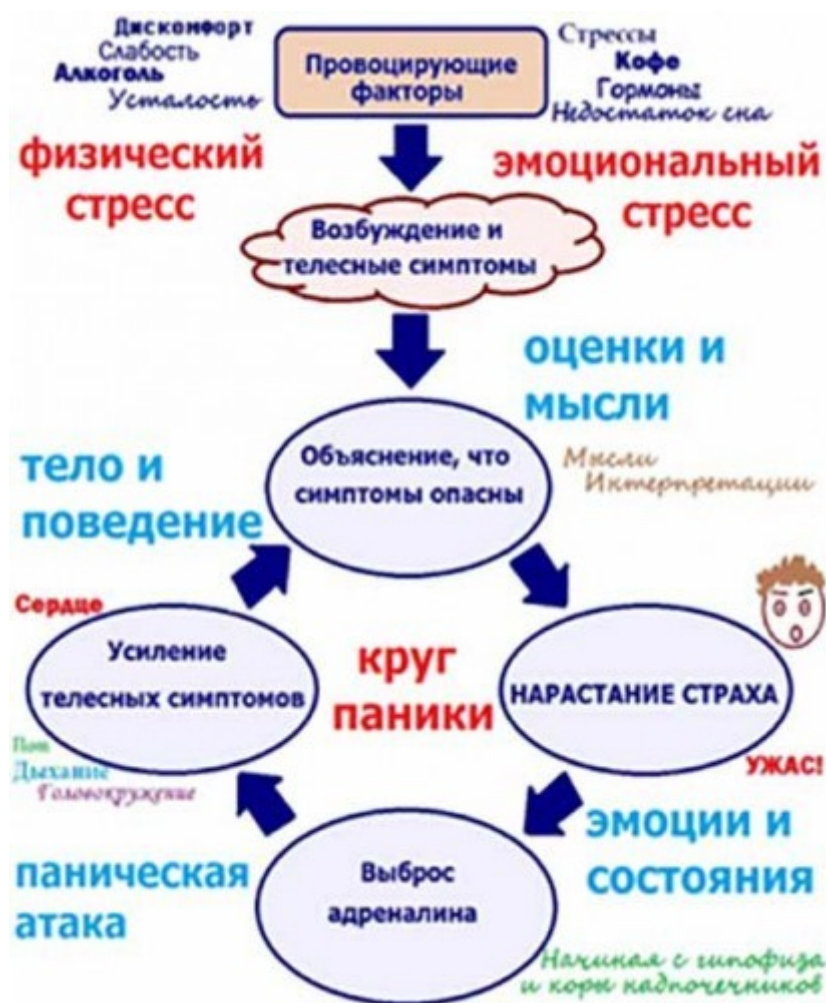 Дискомфорт
Слабость
Алкоголь
Усталость
Провоцирующие
факторы
Стрессы
Кофе
Гормоны
Недостаток сна
физический
стресс
эмоциональный
стресс
Возбуждение и
телесные симптомы
оценки и
мысли
Объяснение, что
симптомы опасны
Мысли
Интерпретации
тело и
поведение
Сердце
Усиление
телесных симптомов
круг
паники
НАРАСТАНИЕ СТРАХА
УЖАС!
Пот
Дыхание
Головокружение
эмоции и
состояния
паническая
атака
Выброс
адреналина
Начиная с гипофиза
и коры надпочечников